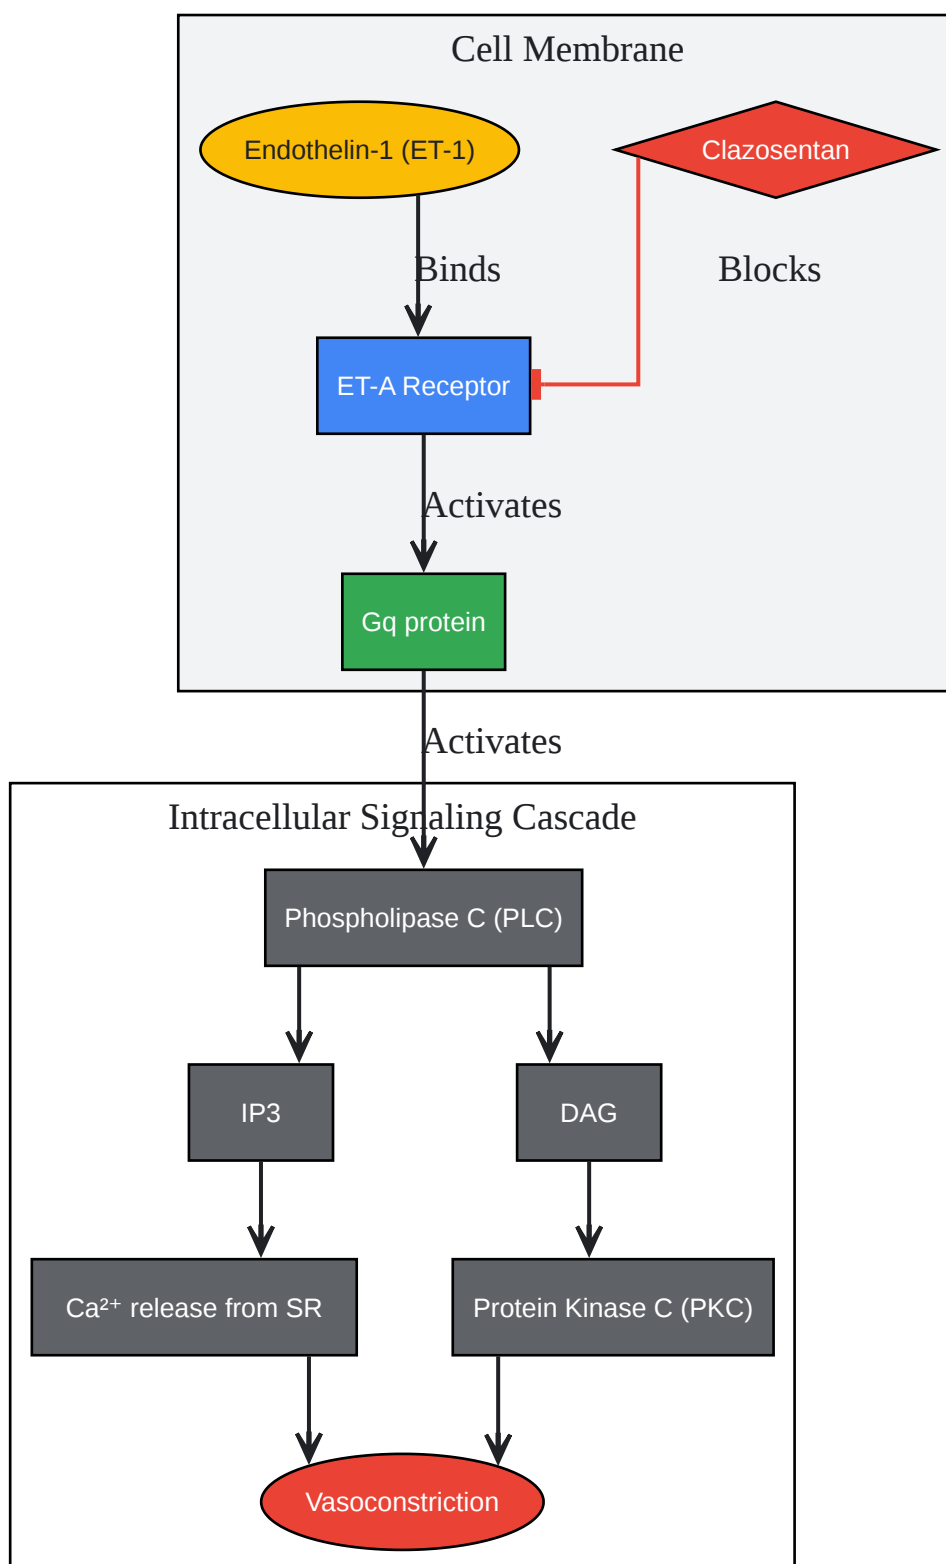 Cell Membrane
Endothelin-1 (ET-1)
Clazosentan
Binds
Blocks
ET-A Receptor
Activates
Gq protein
Activates
Intracellular Signaling Cascade
Phospholipase C (PLC)
IP3
DAG
Ca²⁺ release from SR
Protein Kinase C (PKC)
Vasoconstriction